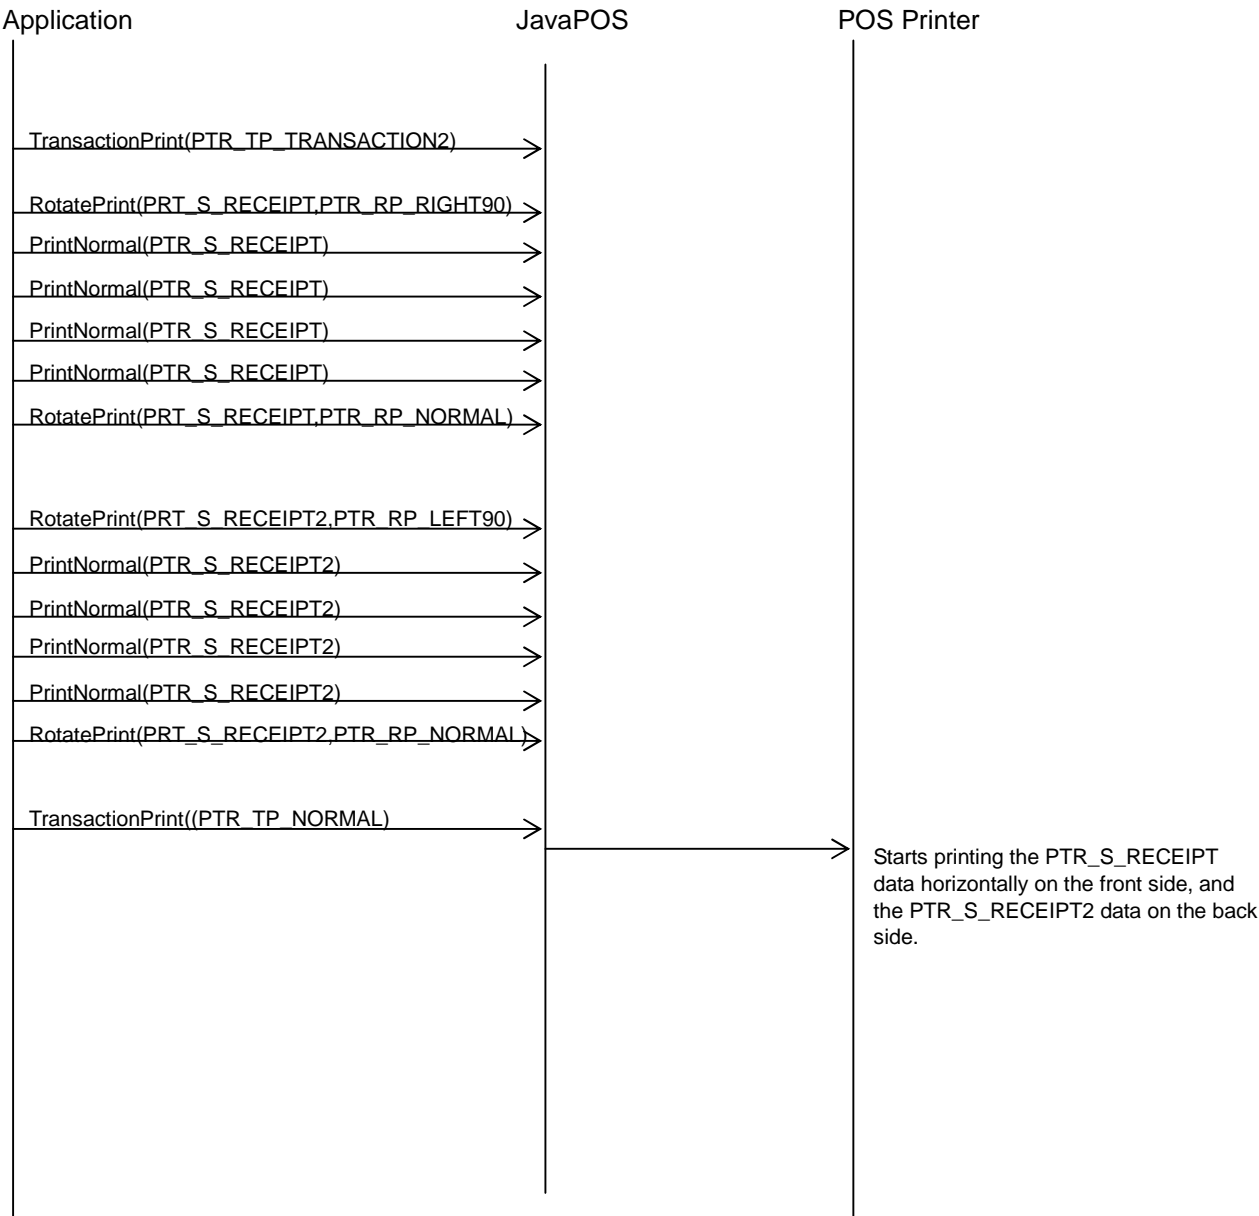 Application
JavaPOS
POS Printer
TransactionPrint(PTR_TP_TRANSACTION2)
RotatePrint(PRT_S_RECEIPT,PTR_RP_RIGHT90)
PrintNormal(PTR_S_RECEIPT)
PrintNormal(PTR_S_RECEIPT)
PrintNormal(PTR_S_RECEIPT)
PrintNormal(PTR_S_RECEIPT)
RotatePrint(PRT_S_RECEIPT,PTR_RP_NORMAL)
RotatePrint(PRT_S_RECEIPT2,PTR_RP_LEFT90)
PrintNormal(PTR_S_RECEIPT2)
PrintNormal(PTR_S_RECEIPT2)
PrintNormal(PTR_S_RECEIPT2)
PrintNormal(PTR_S_RECEIPT2)
RotatePrint(PRT_S_RECEIPT2,PTR_RP_NORMAL)
TransactionPrint((PTR_TP_NORMAL)
Starts printing the PTR_S_RECEIPT
data horizontally on the front side, and
the PTR_S_RECEIPT2 data on the back
side.